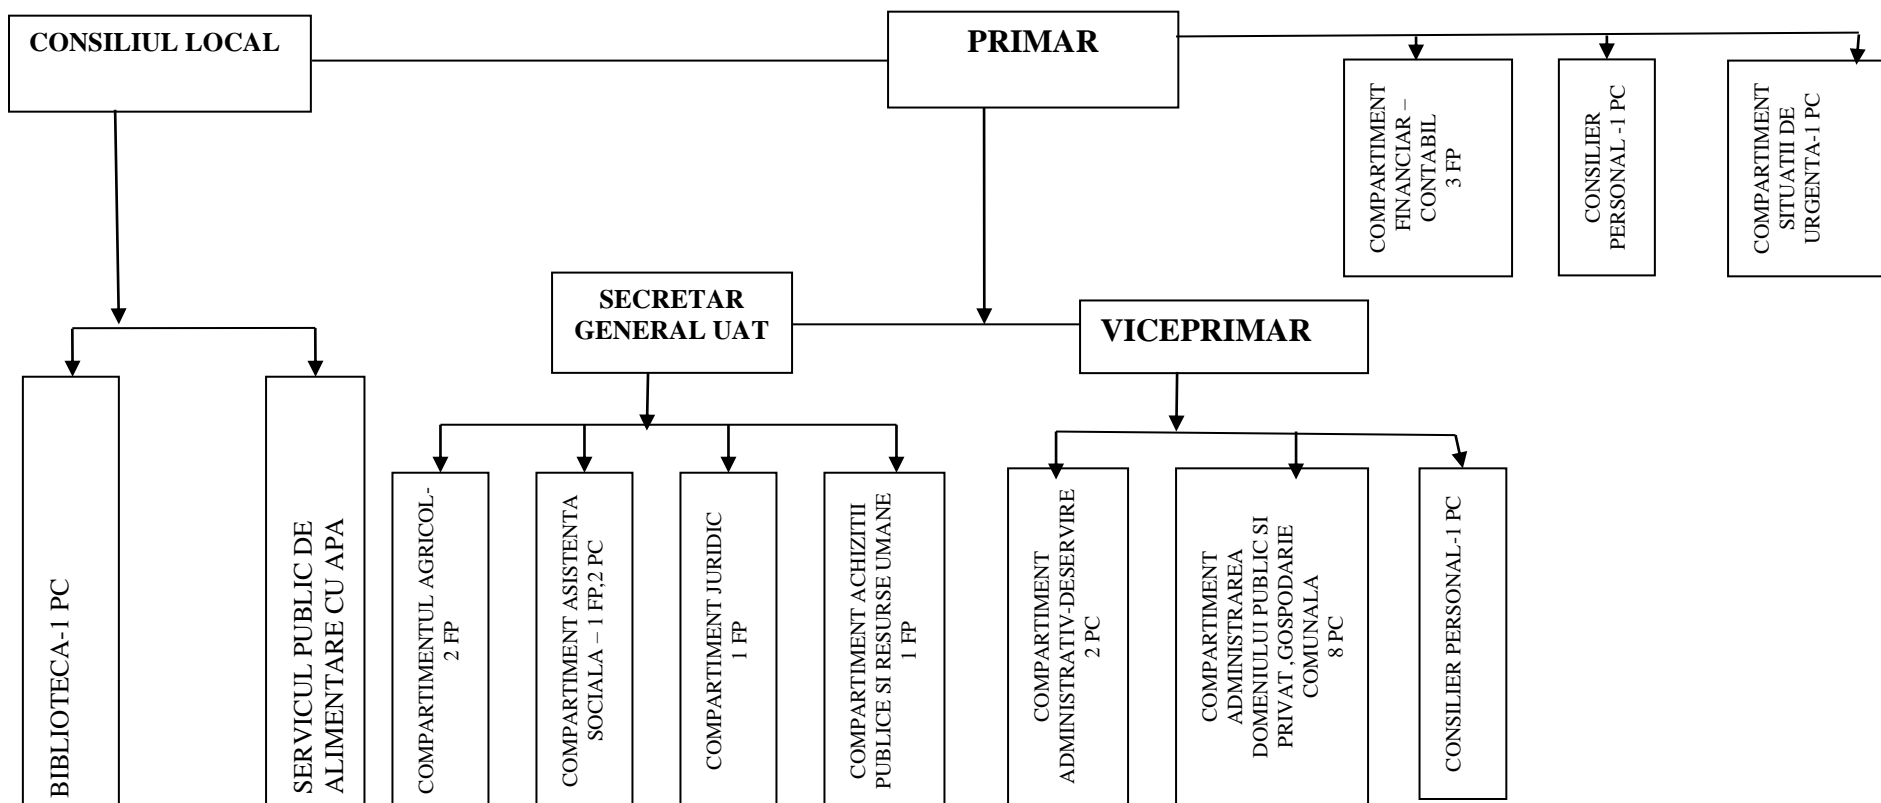 CONSILIUL LOCAL
PRIMAR
COMPARTIMENT
FINANCIAR –
CONTABIL
3 FP
CONSILIER
PERSONAL -1 PC
COMPARTIMENT
SITUATII DE
URGENTA-1 PC
SECRETAR
GENERAL UAT
VICEPRIMAR
BIBLIOTECA-1 PC
SERVICUL PUBLIC DE
ALIMENTARE CU APA
COMPARTIMENTUL AGRICOL-
2 FP
COMPARTIMENT ASISTENTA
SOCIALA – 1 FP,2 PC
COMPARTIMENT JURIDIC
1 FP
COMPARTIMENT ACHIZITII
PUBLICE SI RESURSE UMANE
1 FP
COMPARTIMENT
ADMINISTRATIV-DESERVIRE
2 PC
COMPARTIMENT
ADMINISTRAREA
DOMENIULUI PUBLIC SI
PRIVAT ,GOSPODARIE
COMUNALA
8 PC
CONSILIER PERSONAL-1 PC